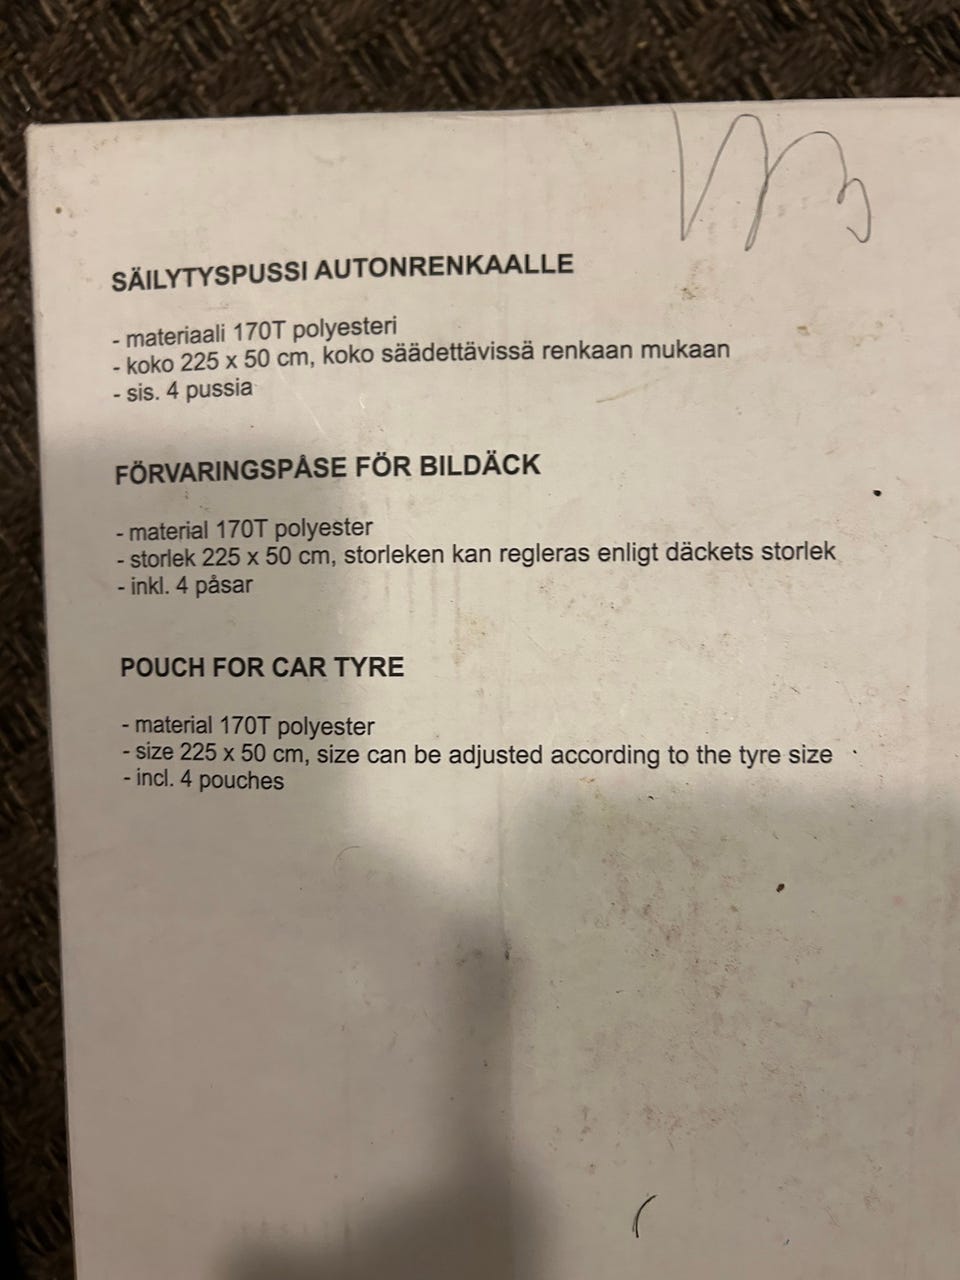 SÄILYTYSPUSSI AUTONRENKAALLE
- materiaali 170T polyesteri
- koko 225 x 50 cm, koko säädettävissä renkaan mukaan
- sis. 4 pussia
FÖRVARINGSPÅSE FÖR BILDÄCK
- material 170T polyester
- storlek 225 x 50 cm, storleken kan regleras enligt däckets storlek
- inkl. 4 påsar
POUCH FOR CAR TYRE
- material 170T polyester
- size 225 x 50 cm, size can be adjusted according to the tyre size
- incl. 4 pouches